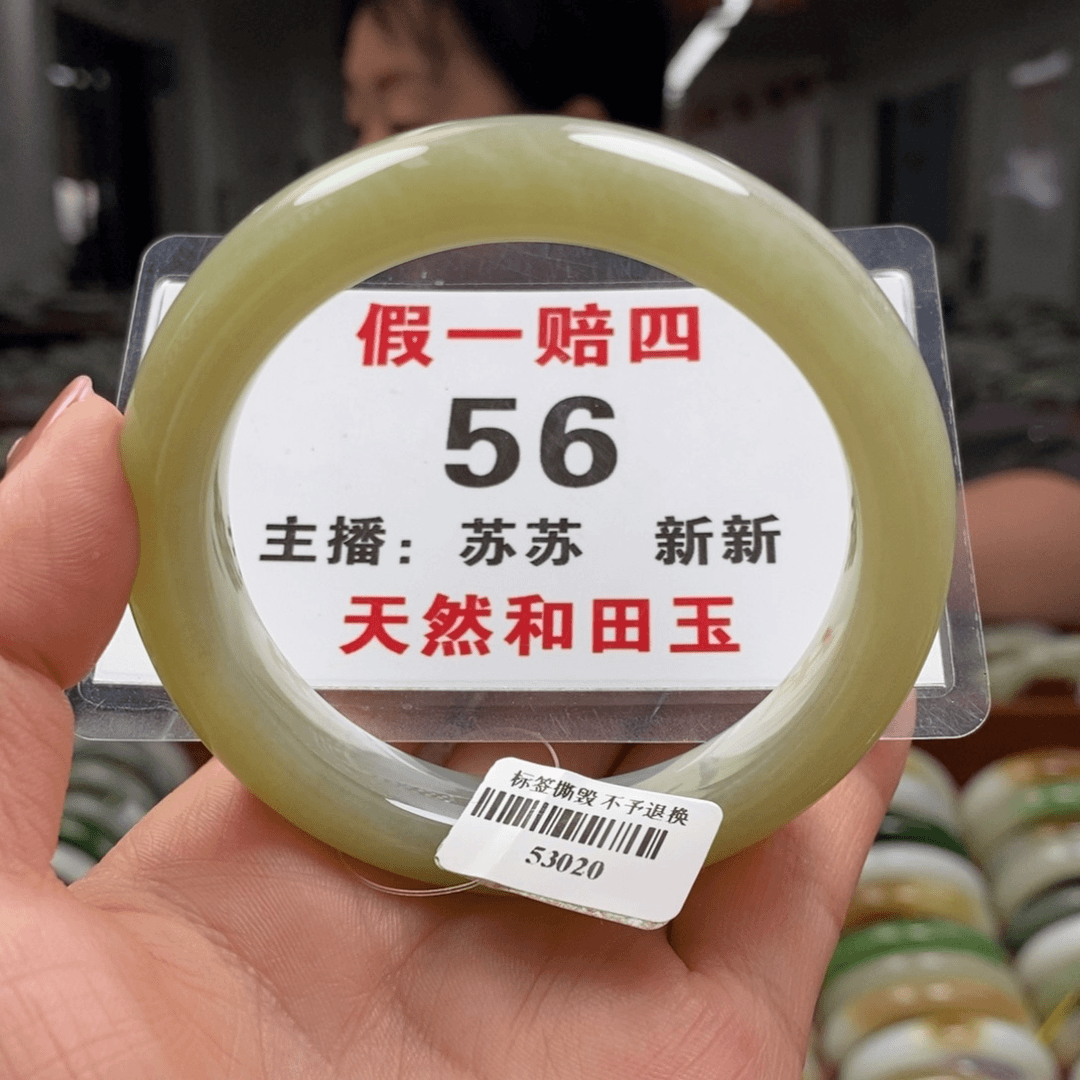 假一赔四
56
主播：苏苏 新新
天然和田玉
标签撕毁 不予退换
53020